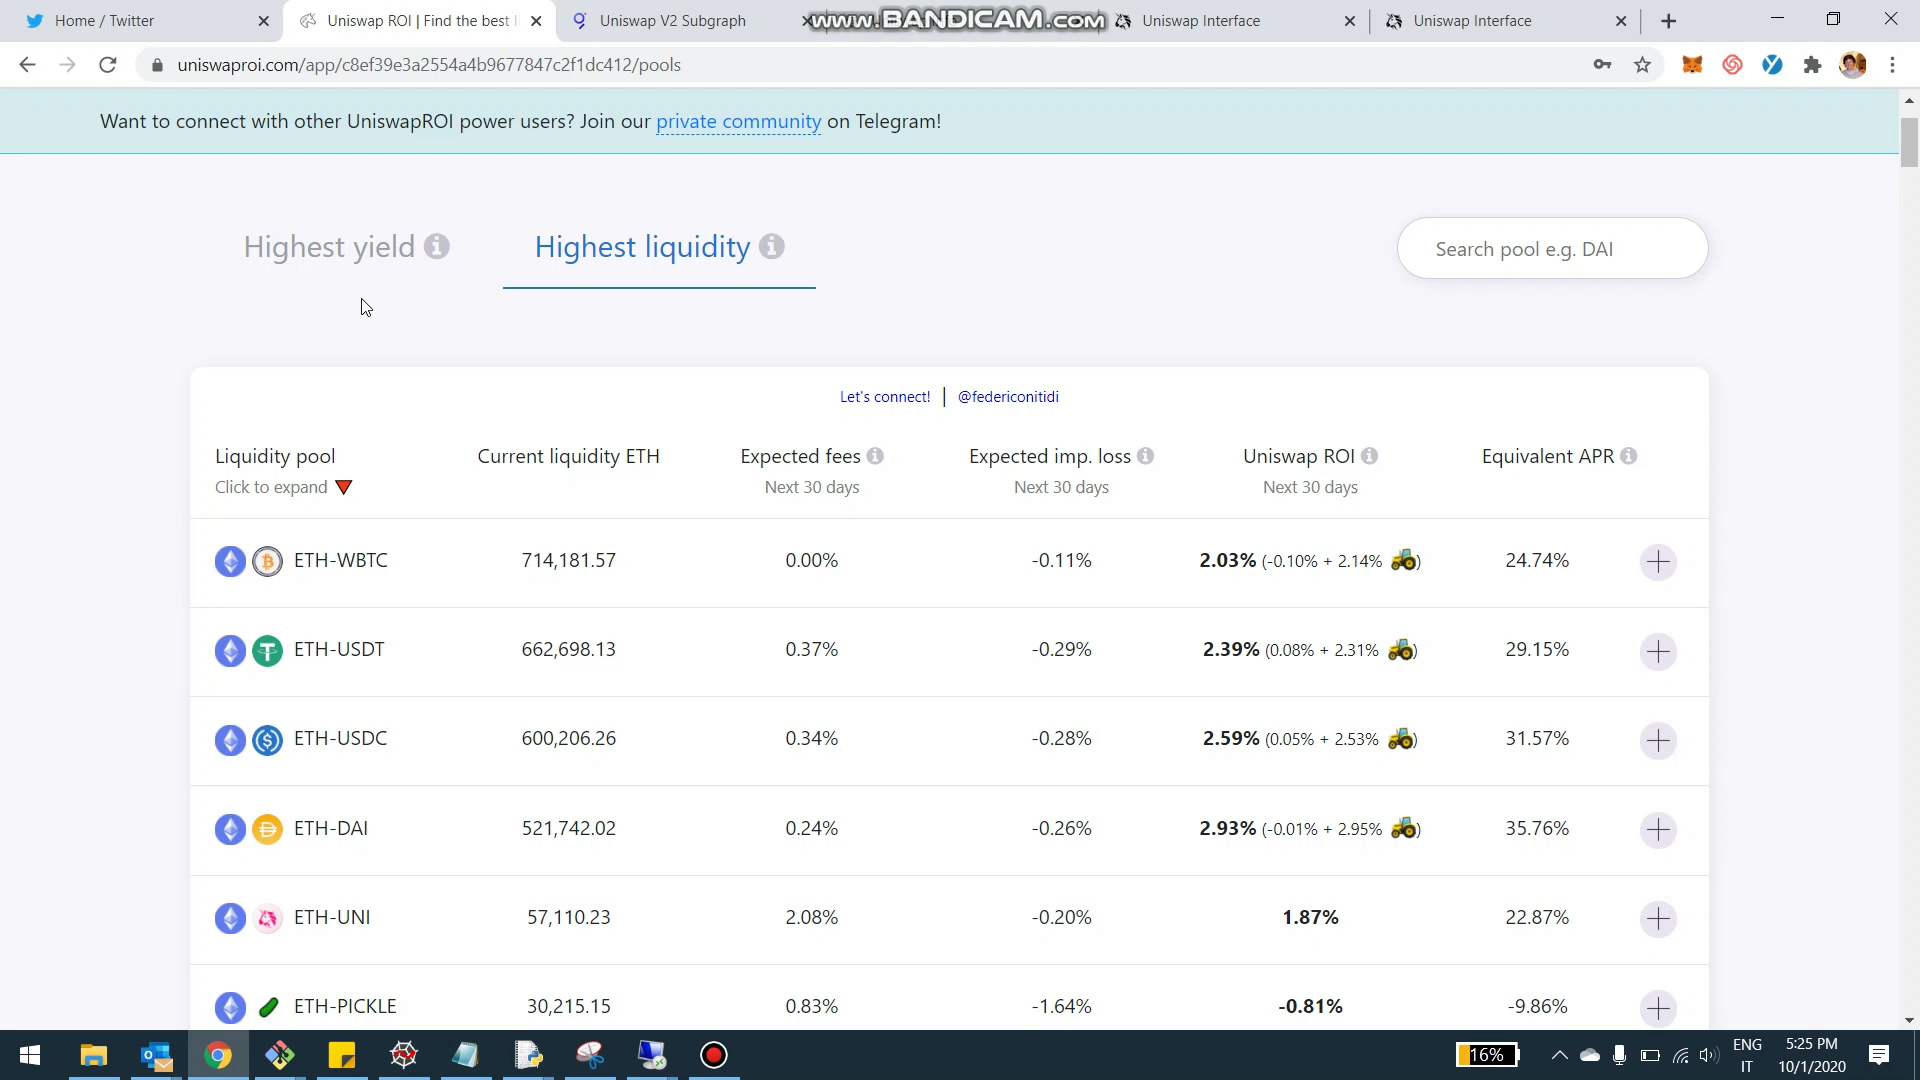 Home / Twitter
Uniswap ROI | Find the best
Uniswap V2 Subgraph
www.BANDICAM.com
Uniswap Interface
Uniswap Interface
uniswaproi.com/app/c8ef39e3a2554a4b9677847c2f1dc412/pools
Want to connect with other UniswapROI power users? Join our private community on Telegram!
Highest yield
Highest liquidity
Search pool e.g. DAI
Let's connect! | @federiconitidi
Liquidity pool Current liquidity ETH Expected fees Expected imp. loss Uniswap ROI Equivalent APR
Click to expand Next 30 days Next 30 days Next 30 days
ETH-WBTC 714,181.57 0.00% -0.11% 2.03% (-0.10% + 2.14% ) 24.74%
ETH-USDT 662,698.13 0.37% -0.29% 2.39% (0.08% + 2.31% ) 29.15%
ETH-USDC 600,206.26 0.34% -0.28% 2.59% (0.05% + 2.53% ) 31.57%
ETH-DAI 521,742.02 0.24% -0.26% 2.93% (-0.01% + 2.95% ) 35.76%
ETH-UNI 57,110.23 2.08% -0.20% 1.87% 22.87%
ETH-PICKLE 30,215.15 0.83% -1.64% -0.81% -9.86%
16%
ENG
IT
5:25 PM
10/1/2020